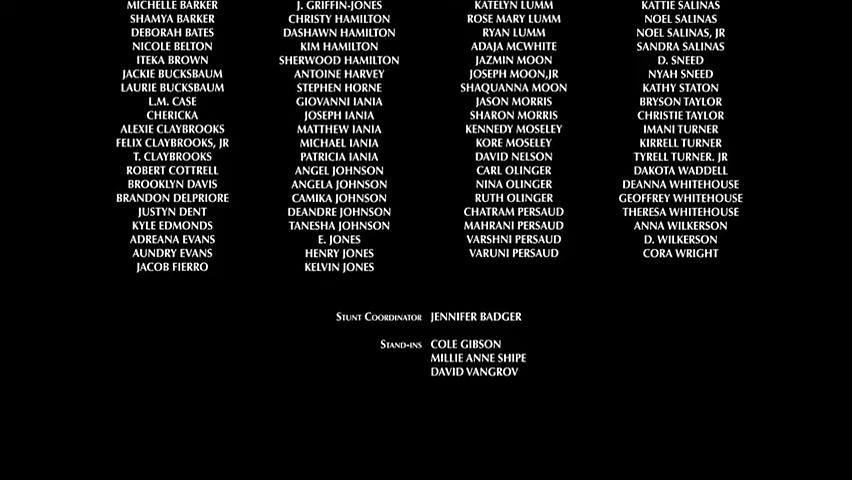 MICHELLE BARKER
SHAMYA BARKER
DEBORAH BATES
NICOLE BELTON
ITEKA BROWN
JACKIE BUCKSBAUM
LAURIE BUCKSBAUM
L.M. CASE
CHERICKA
ALEXIE CLAYBROOKS
FELIX CLAYBROOKS, JR
T. CLAYBROOKS
ROBERT COTTRELL
BROOKLYN DAVIS
BRANDON DELPRIORE
JUSTYN DENT
KYLE EDMONDS
ADREANA EVANS
AUNDRY EVANS
JACOB FIERRO
J. GRIFFIN-JONES
CHRISTY HAMILTON
DASHAWN HAMILTON
KIM HAMILTON
SHERWOOD HAMILTON
ANTOINE HARVEY
STEPHEN HORNE
GIOVANNI IANIA
JOSEPH IANIA
MATTHEW IANIA
MICHAEL IANIA
PATRICIA IANIA
ANGEL JOHNSON
ANGELA JOHNSON
CAMIKA JOHNSON
DEANDRE JOHNSON
TANESHA JOHNSON
E. JONES
HENRY JONES
KELVIN JONES
KATELYN LUMM
ROSE MARY LUMM
RYAN LUMM
ADAJA MCWHITE
JAZMIN MOON
JOSEPH MOON,JR
SHAQUANNA MOON
JASON MORRIS
SHARON MORRIS
KENNEDY MOSELEY
KORE MOSELEY
DAVID NELSON
CARL OLINGER
NINA OLINGER
RUTH OLINGER
CHATRAM PERSAUD
MAHRANI PERSAUD
VARSHNI PERSAUD
VARUNI PERSAUD
KATTIE SALINAS
NOEL SALINAS
NOEL SALINAS, JR
SANDRA SALINAS
D. SNEED
NYAH SNEED
KATHY STATON
BRYSON TAYLOR
CHRISTIE TAYLOR
IMANI TURNER
KIRRELL TURNER
TYRELL TURNER. JR
DAKOTA WADDELL
DEANNA WHITEHOUSE
GEOFFREY WHITEHOUSE
THERESA WHITEHOUSE
ANNA WILKERSON
D. WILKERSON
CORA WRIGHT
STUNT COORDINATOR JENNIFER BADGER
STAND-INS COLE GIBSON
MILLIE ANNE SHIPE
DAVID VANGROV